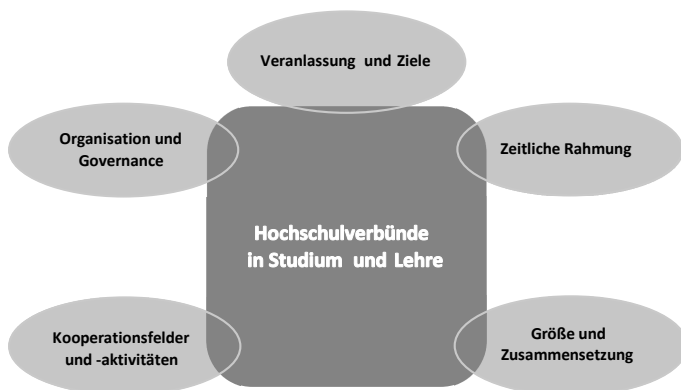 Veranlassung und Ziele
Organisation und
Governance
Zeitliche Rahmung
Hochschulverbünde
in Studium und Lehre
Kooperationsfelder
und -aktivitäten
Größe und
Zusammensetzung